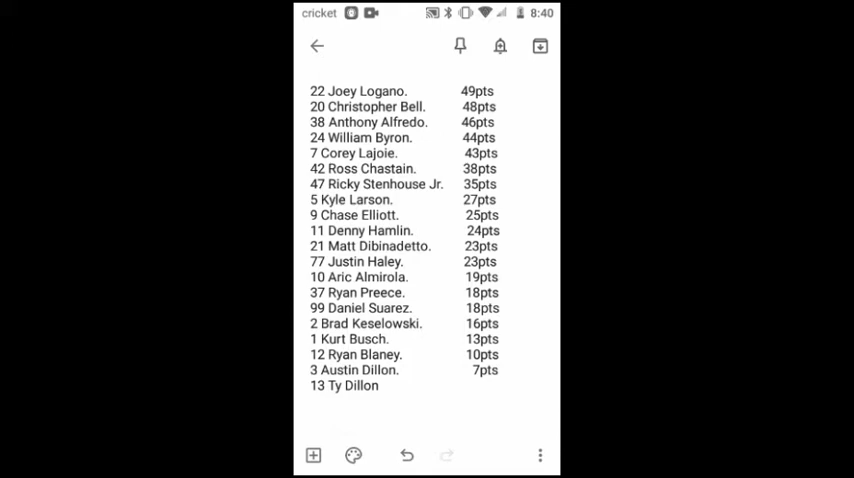 cricket 8:40
22 Joey Logano. 49pts
20 Christopher Bell. 48pts
38 Anthony Alfredo. 46pts
24 William Byron. 44pts
7 Corey Lajoie. 43pts
42 Ross Chastain. 38pts
47 Ricky Stenhouse Jr. 35pts
5 Kyle Larson. 27pts
9 Chase Elliott. 25pts
11 Denny Hamlin. 24pts
21 Matt Dibinadetto. 23pts
77 Justin Haley. 23pts
10 Aric Almirola. 19pts
37 Ryan Preece. 18pts
99 Daniel Suarez. 18pts
2 Brad Keselowski. 16pts
1 Kurt Busch. 13pts
12 Ryan Blaney. 10pts
3 Austin Dillon. 7pts
13 Ty Dillon